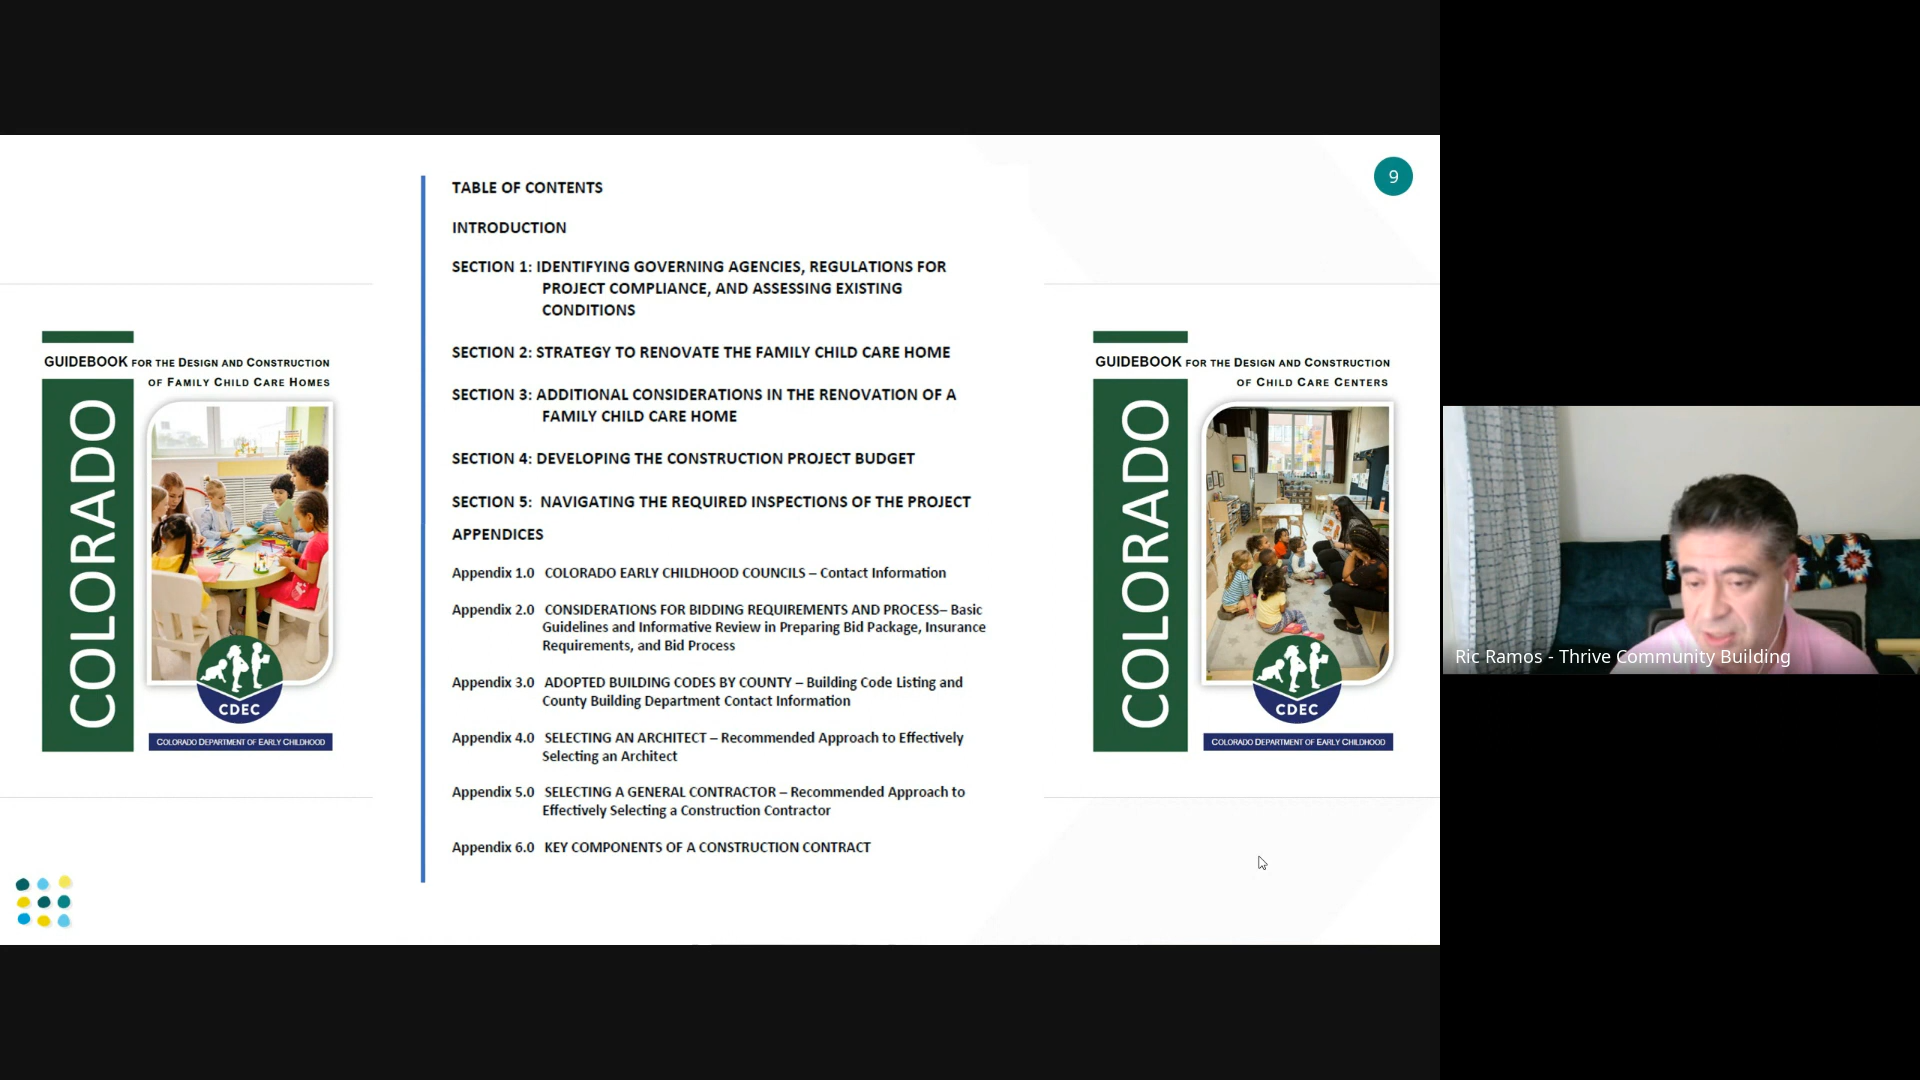 9
TABLE OF CONTENTS
INTRODUCTION
SECTION 1: IDENTIFYING GOVERNING AGENCIES, REGULATIONS FOR
PROJECT COMPLIANCE, AND ASSESSING EXISTING
CONDITIONS
SECTION 2: STRATEGY TO RENOVATE THE FAMILY CHILD CARE HOME
SECTION 3: ADDITIONAL CONSIDERATIONS IN THE RENOVATION OF A
FAMILY CHILD CARE HOME
SECTION 4: DEVELOPING THE CONSTRUCTION PROJECT BUDGET
SECTION 5: NAVIGATING THE REQUIRED INSPECTIONS OF THE PROJECT
APPENDICES
Appendix 1.0 COLORADO EARLY CHILDHOOD COUNCILS – Contact Information
Appendix 2.0 CONSIDERATIONS FOR BIDDING REQUIREMENTS AND PROCESS– Basic
Guidelines and Informative Review in Preparing Bid Package, Insurance
Requirements, and Bid Process
Appendix 3.0 ADOPTED BUILDING CODES BY COUNTY – Building Code Listing and
County Building Department Contact Information
Appendix 4.0 SELECTING AN ARCHITECT – Recommended Approach to Effectively
Selecting an Architect
Appendix 5.0 SELECTING A GENERAL CONTRACTOR – Recommended Approach to
Effectively Selecting a Construction Contractor
Appendix 6.0 KEY COMPONENTS OF A CONSTRUCTION CONTRACT
GUIDEBOOK FOR THE DESIGN AND CONSTRUCTION
OF FAMILY CHILD CARE HOMES
COLORADO
CDEC
COLORADO DEPARTMENT OF EARLY CHILDHOOD
GUIDEBOOK FOR THE DESIGN AND CONSTRUCTION
OF CHILD CARE CENTERS
COLORADO
CDEC
COLORADO DEPARTMENT OF EARLY CHILDHOOD
Ric Ramos - Thrive Community Building